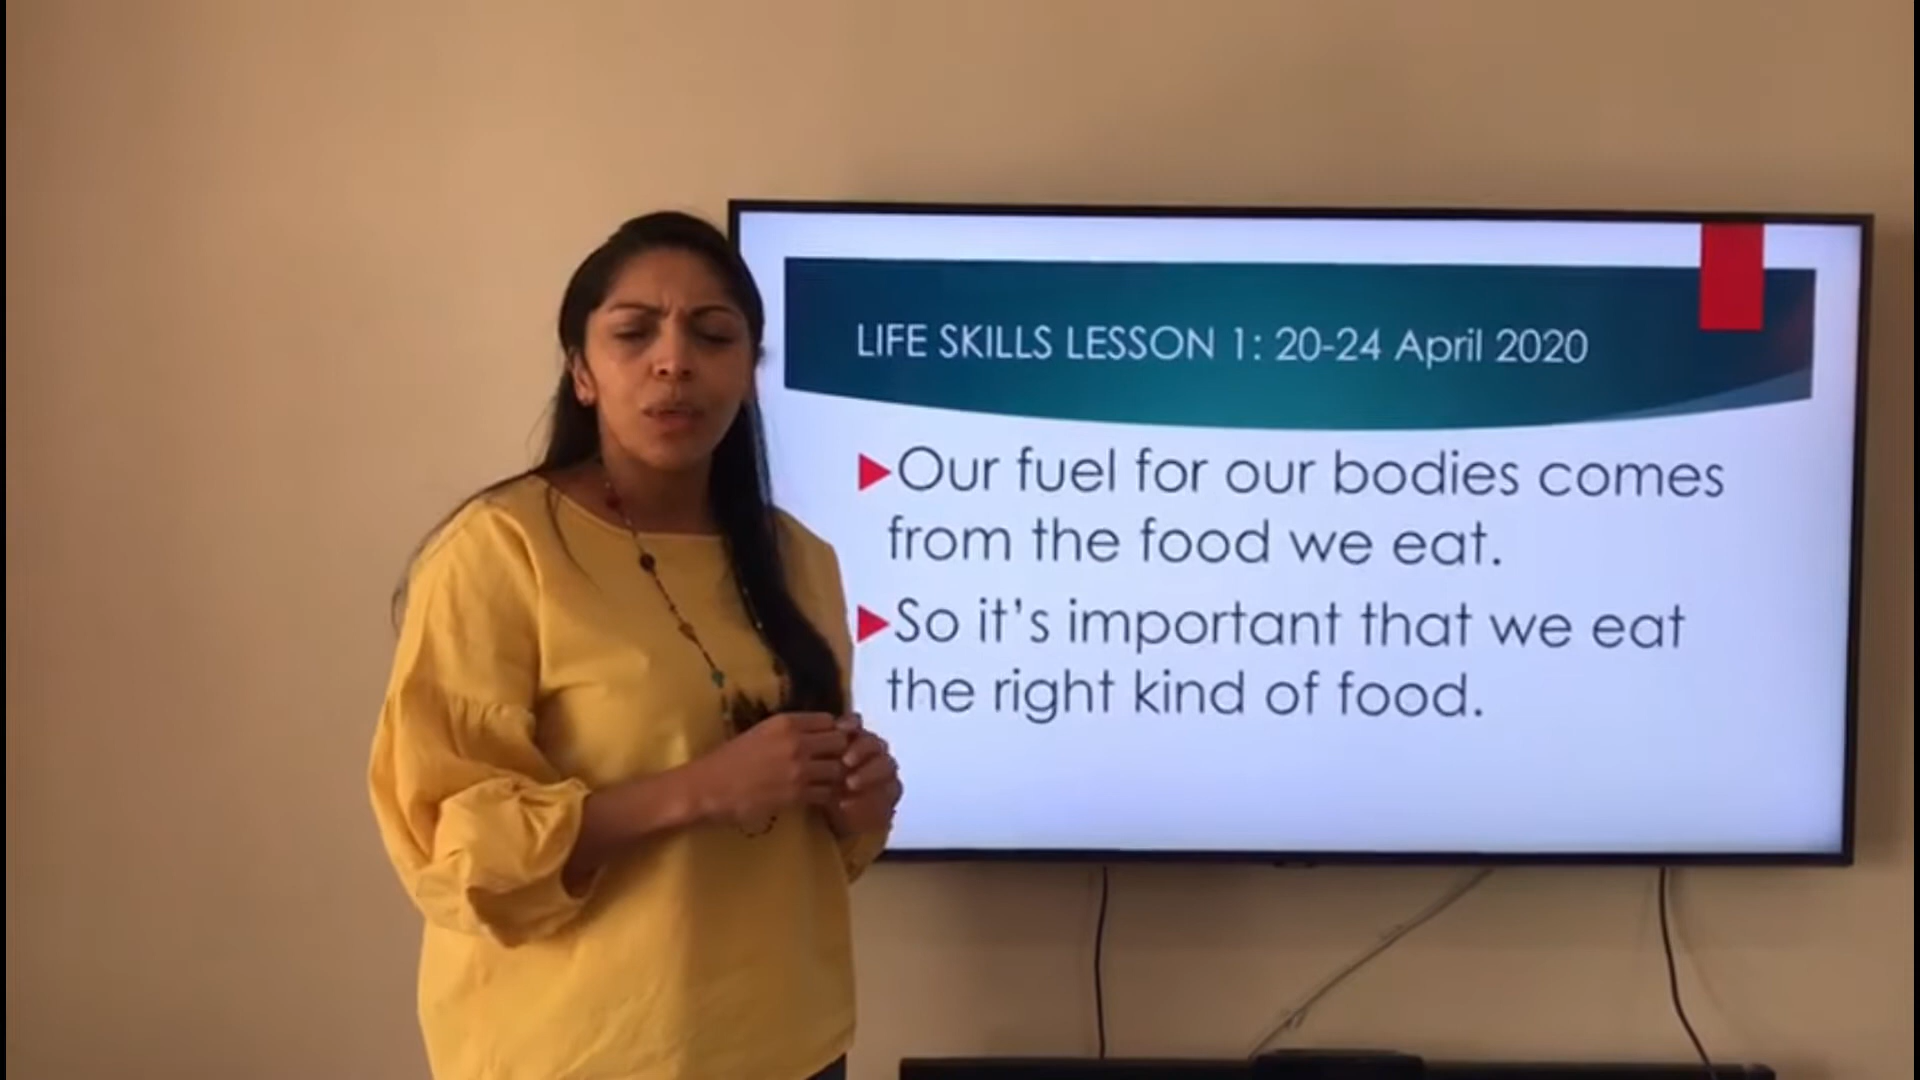 LIFE SKILLS LESSON 1: 20-24 April 2020
Our fuel for our bodies comes
from the food we eat.
So it's important that we eat
the right kind of food.